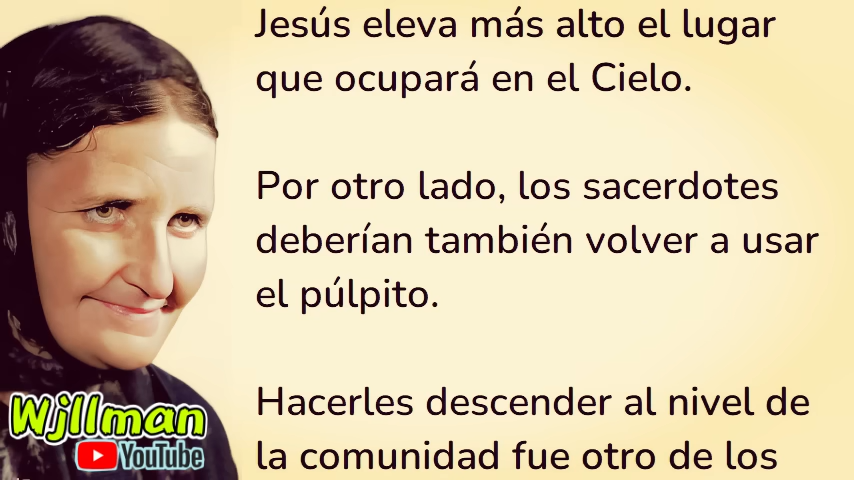 Jesús eleva más alto el lugar
que ocupará en el Cielo.
Por otro lado, los sacerdotes
deberían también volver a usar
el púlpito.
Hacerles descender al nivel de
la comunidad fue otro de los
Wjllman
YouTube